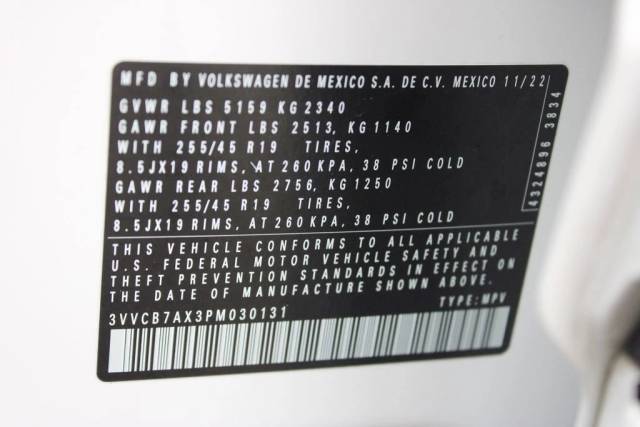 MFD BY VOLKSWAGEN DE MEXICO S.A. DE C.V. MEXICO 11/22
GVWR LBS 5159 KG 2340
GAWR FRONT LBS 2513, KG 1140
WITH 255/45 R19 TIRES,
8.5JX19 RIMS, AT 260 KPA, 38 PSI COLD
GAWR REAR LBS 2756, KG 1250
WITH 255/45 R19 TIRES,
8.5JX19 RIMS, AT 260 KPA, 38 PSI COLD
4324896 3834
THIS VEHICLE CONFORMS TO ALL APPLICABLE
U.S. FEDERAL MOTOR VEHICLE SAFETY AND
THEFT PREVENTION STANDARDS IN EFFECT ON
THE DATE OF MANUFACTURE SHOWN ABOVE.
3VVCB7AX3PM030131 TYPE: MPV